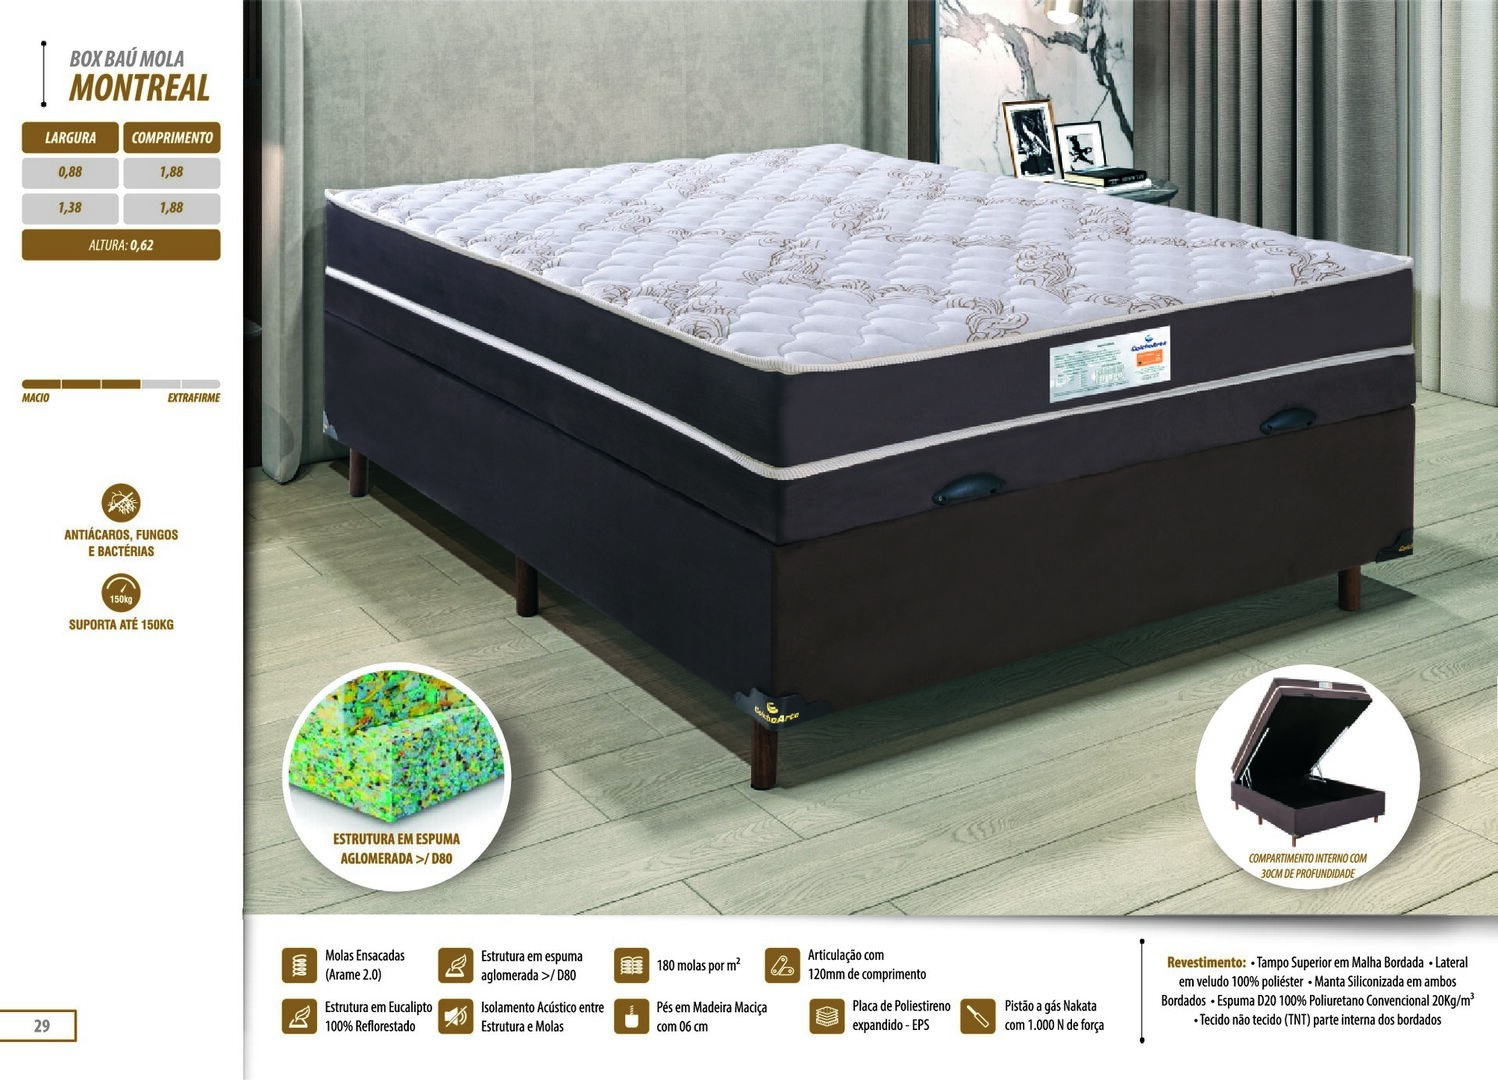 BOX BAÚ MOLA
MONTREAL
LARGURA COMPRIMENTO
0,88 1,88
1,38 1,88
ALTURA: 0,62
MACIO EXTRAFIRME
ANTIÁCAROS, FUNGOS
E BACTÉRIAS
150kg
SUPORTA ATÉ 150KG
29
ColchoArte
ColchoArte
ESTRUTURA EM ESPUMA
AGLOMERADA >/ D80
COMPARTIMENTO INTERNO COM
30CM DE PROFUNDIDADE
Molas Ensacadas
(Arame 2.0)
Estrutura em espuma
aglomerada >/ D80
180 molas por m²
Articulação com
120mm de comprimento
Estrutura em Eucalipto
100% Reflorestado
Isolamento Acústico entre
Estrutura e Molas
Pés em Madeira Maciça
com 06 cm
Placa de Poliestireno
expandido - EPS
Pistão a gás Nakata
com 1.000 N de força
Revestimento: • Tampo Superior em Malha Bordada • Lateral
em veludo 100% poliéster • Manta Siliconizada em ambos
Bordados • Espuma D20 100% Poliuretano Convencional 20Kg/m³
• Tecido não tecido (TNT) parte interna dos bordados